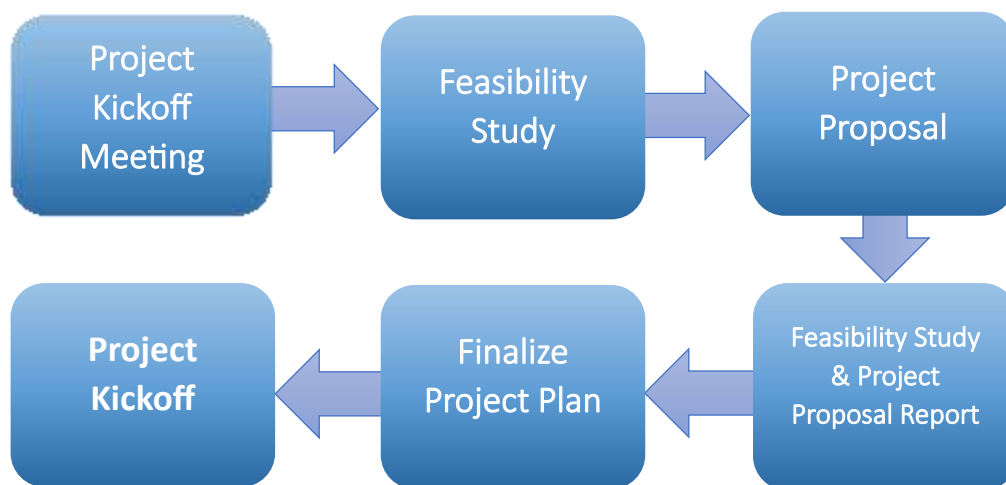 Project
Kickoff
Meeting
Feasibility
Study
Project
Proposal
Feasibility Study
& Project
Proposal Report
Finalize
Project Plan
Project
Kickoff